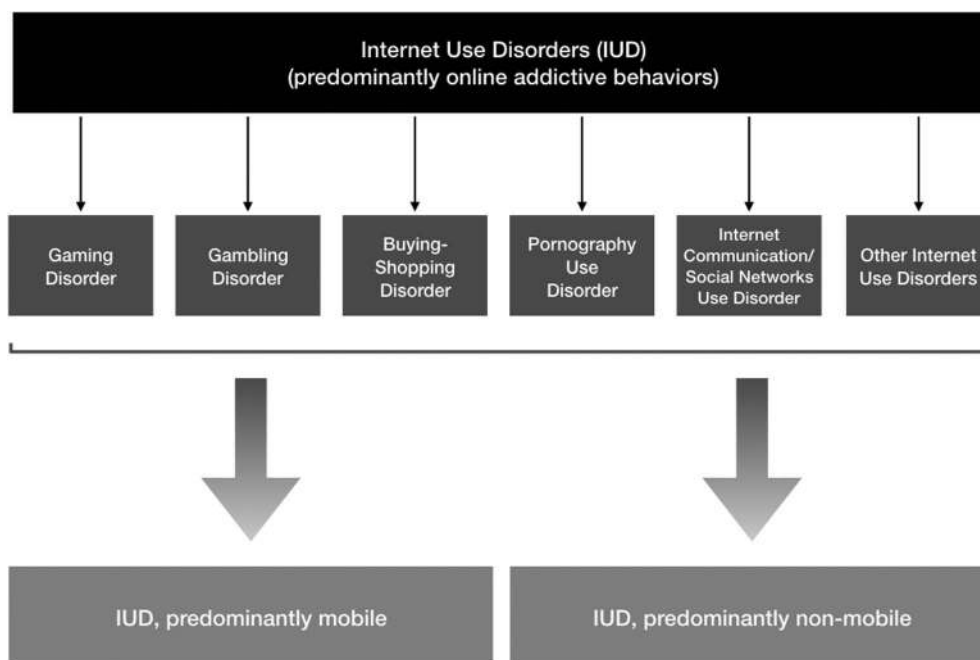 Internet Use Disorders (IUD)
(predominantly online addictive behaviors)
Gaming
Disorder
Gambling
Disorder
Buying-
Shopping
Disorder
Pornography
Use
Disorder
Internet
Communication/
Social Networks
Use Disorder
Other Internet
Use Disorders
IUD, predominantly mobile
IUD, predominantly non-mobile